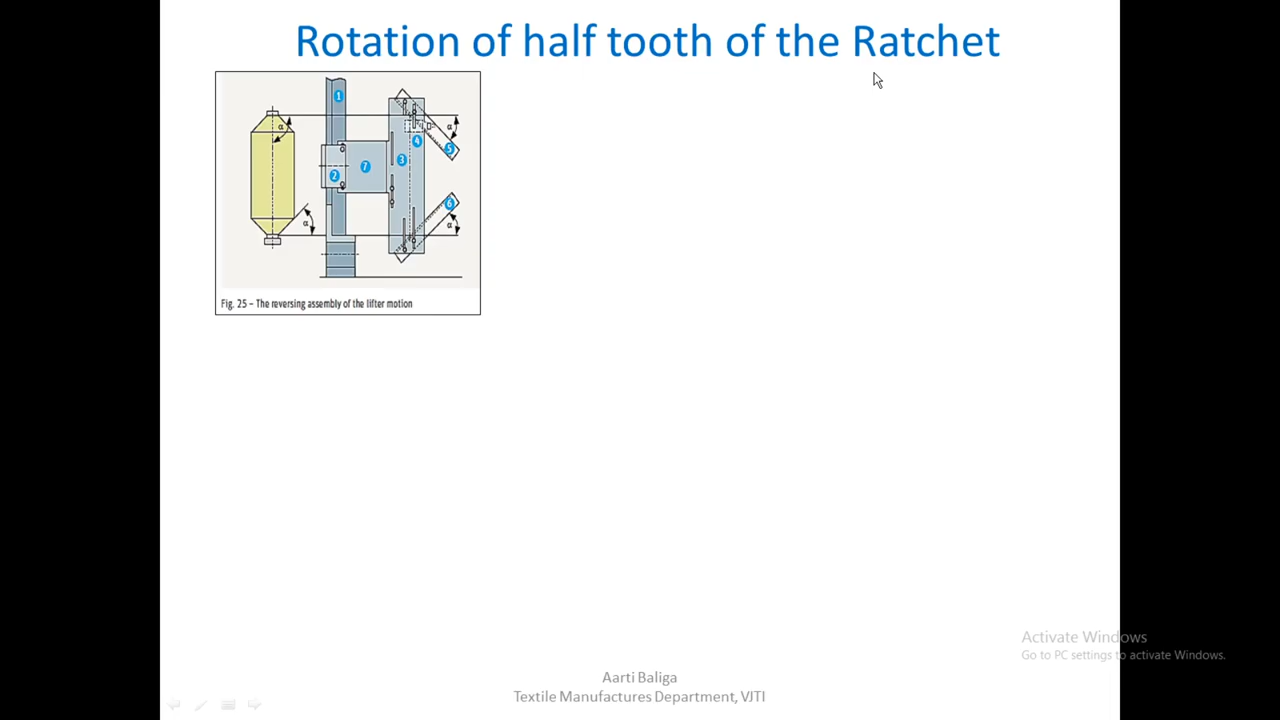 Rotation of half tooth of the Ratchet
1
α
α
4
5
3
7
2
6
α
α
Fig. 25 – The reversing assembly of the lifter motion
Activate Windows
Go to PC settings to activate Windows.
Aarti Baliga
Textile Manufactures Department, VJTI